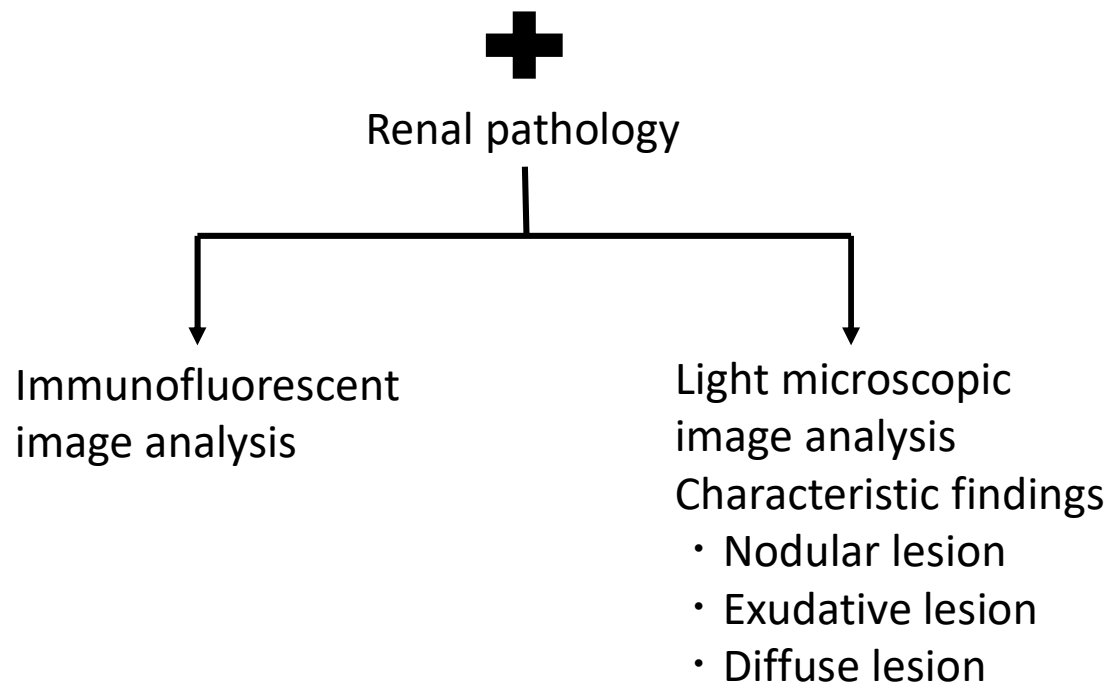 Renal pathology
Immunofluorescent
image analysis
Light microscopic
image analysis
Characteristic findings
・Nodular lesion
・Exudative lesion
・Diffuse lesion